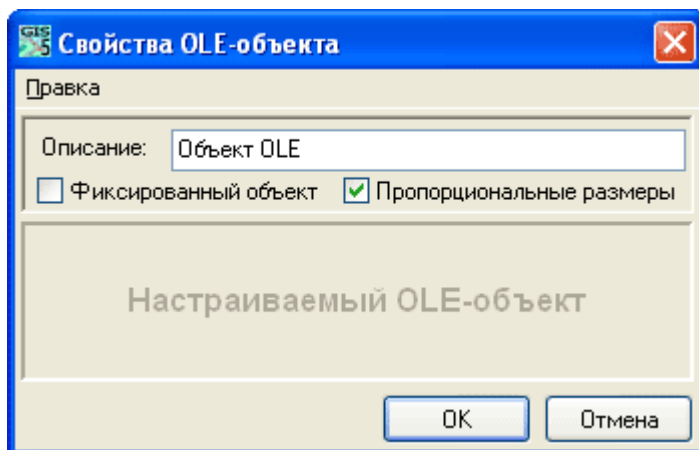 GIS 5 Свойства OLE-объекта
Правка
Описание: Объект OLE
Фиксированный объект Пропорциональные размеры
Настраиваемый OLE-объект
OK Отмена